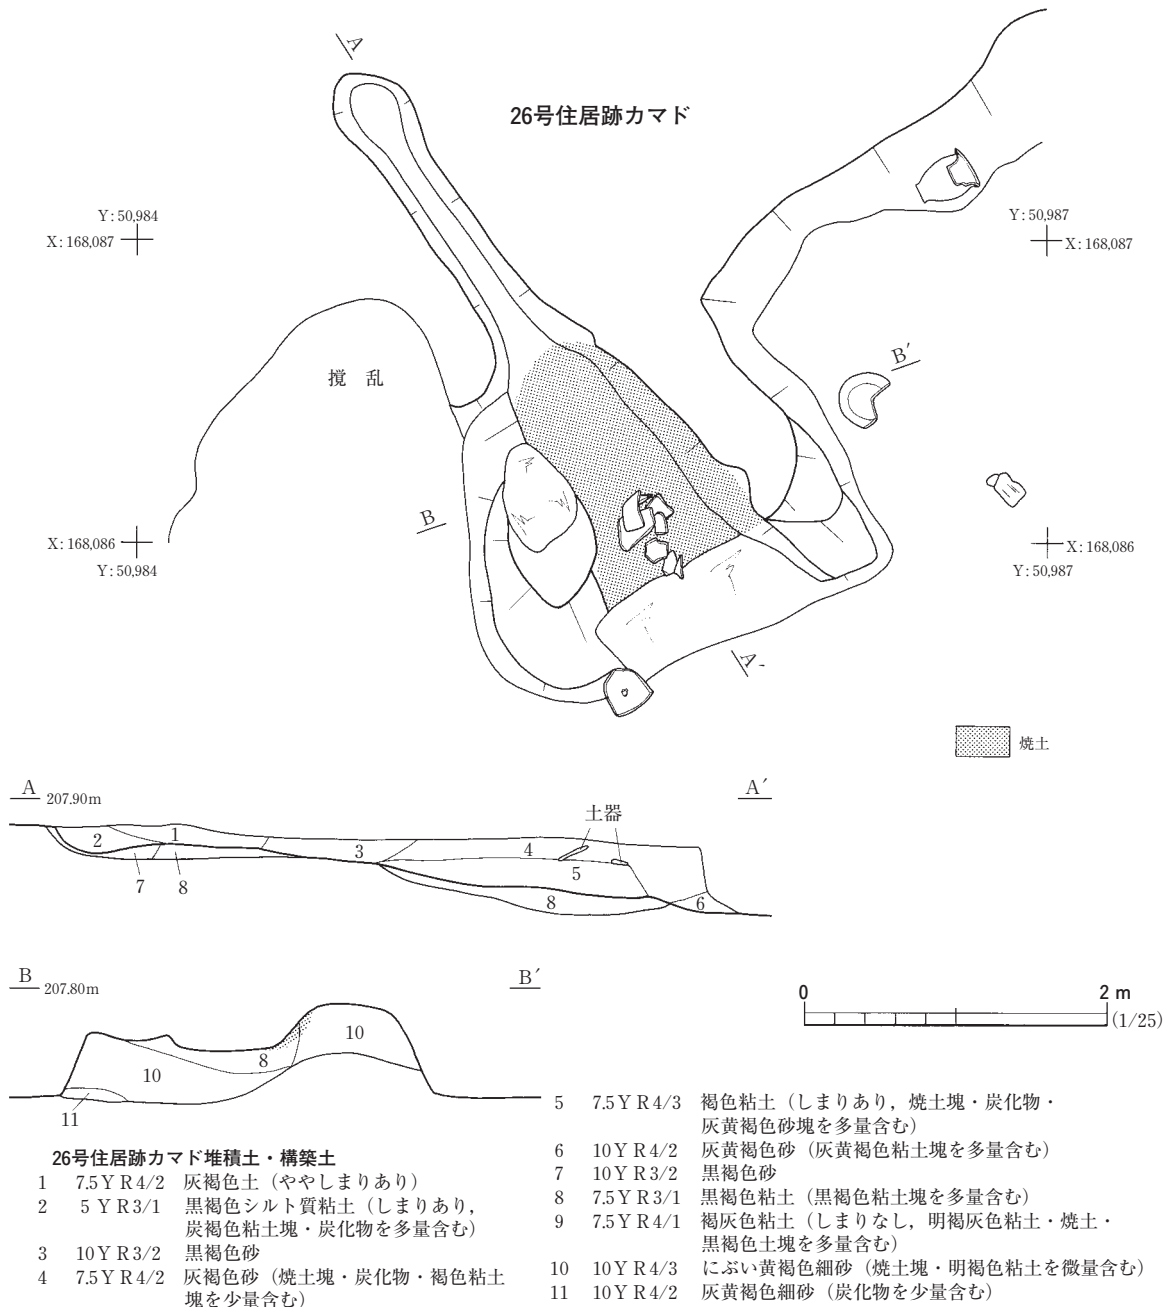 A
26号住居跡カマド
Y: 50,984
X: 168,087
Y: 50,987
X: 168,087
B′
撹 乱
B
X: 168,086
Y: 50,984
X: 168,086
Y: 50,987
A′
焼土
A 207.90m
A′
土器
1
2
3
4
5
6
7
8
8
B 207.80m
B′
10
8
10
11
0 2 m
(1/25)
26号住居跡カマド堆積土・構築土
1 7.5YR4/2 灰褐色土(ややしまりあり)
2 5YR3/1 黒褐色シルト質粘土(しまりあり,
炭褐色粘土塊・炭化物を多量含む)
3 10YR3/2 黒褐色砂
4 7.5YR4/2 灰褐色砂(焼土塊・炭化物・褐色粘土
塊を少量含む)
5 7.5YR4/3 褐色粘土(しまりあり,焼土塊・炭化物・
灰黄褐色砂塊を多量含む)
6 10YR4/2 灰黄褐色砂(灰黄褐色粘土塊を多量含む)
7 10YR3/2 黒褐色砂
8 7.5YR3/1 黒褐色粘土(黒褐色粘土塊を多量含む)
9 7.5YR4/1 褐灰色粘土(しまりなし,明褐灰色粘土・焼土・
黒褐色土塊を多量含む)
10 10YR4/3 にぶい黄褐色細砂(焼土塊・明褐色粘土を微量含む)
11 10YR4/2 灰黄褐色細砂(炭化物を少量含む)